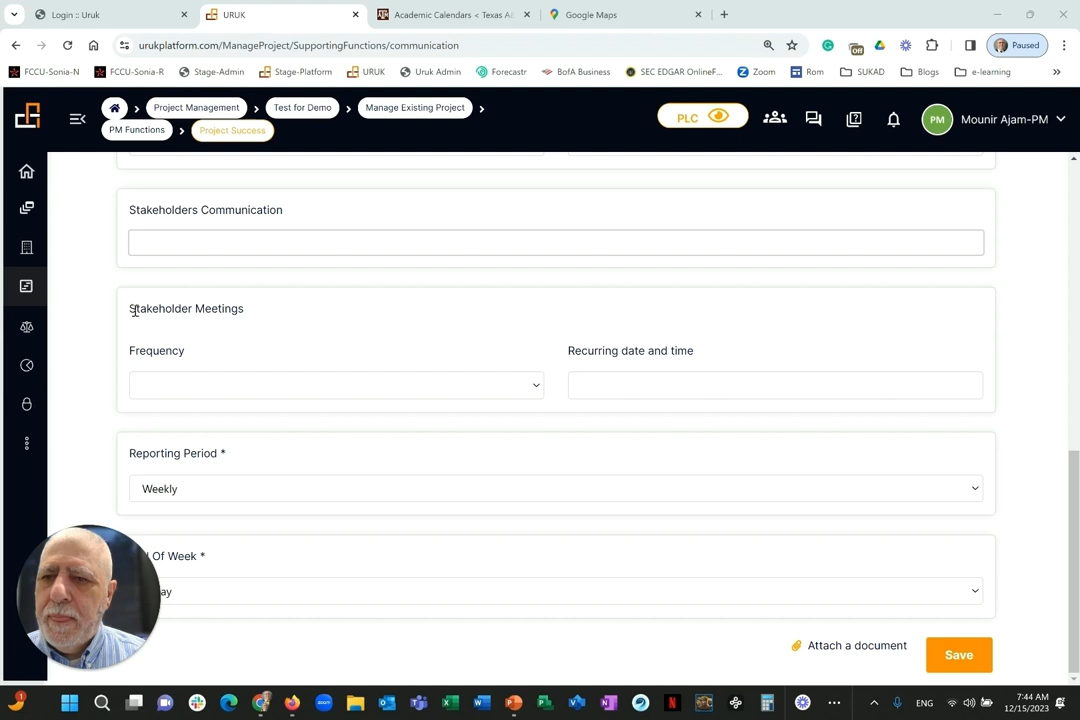 Login :: Uruk
URUK
Academic Calendars < Texas A&
Google Maps
urukplatform.com/ManageProject/SupportingFunctions/communication
Paused
FCCU-Sonia-N
FCCU-Sonia-R
Stage-Admin
Stage-Platform
URUK
Uruk Admin
Forecastr
BofA Business
SEC EDGAR OnlineF...
Zoom
Rom
SUKAD
Blogs
e-learning
Off
Project Management
Test for Demo
Manage Existing Project
PM Functions
Project Success
PLC
PM
Mounir Ajam-PM
Stakeholders Communication
Stakeholder Meetings
Frequency
Recurring date and time
Reporting Period *
Weekly
Of Week *
ay
Attach a document
Save
1
ENG
7:44 AM
12/15/2023